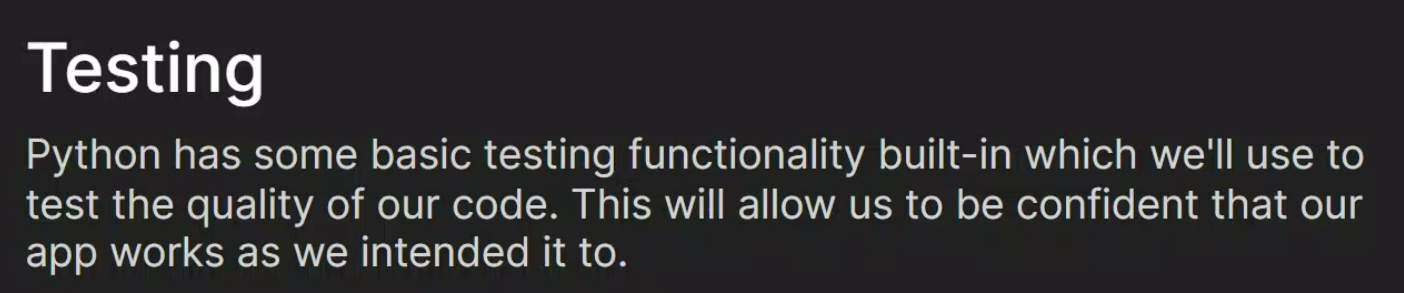 Testing
Python has some basic testing functionality built-in which we'll use to
test the quality of our code. This will allow us to be confident that our
app works as we intended it to.